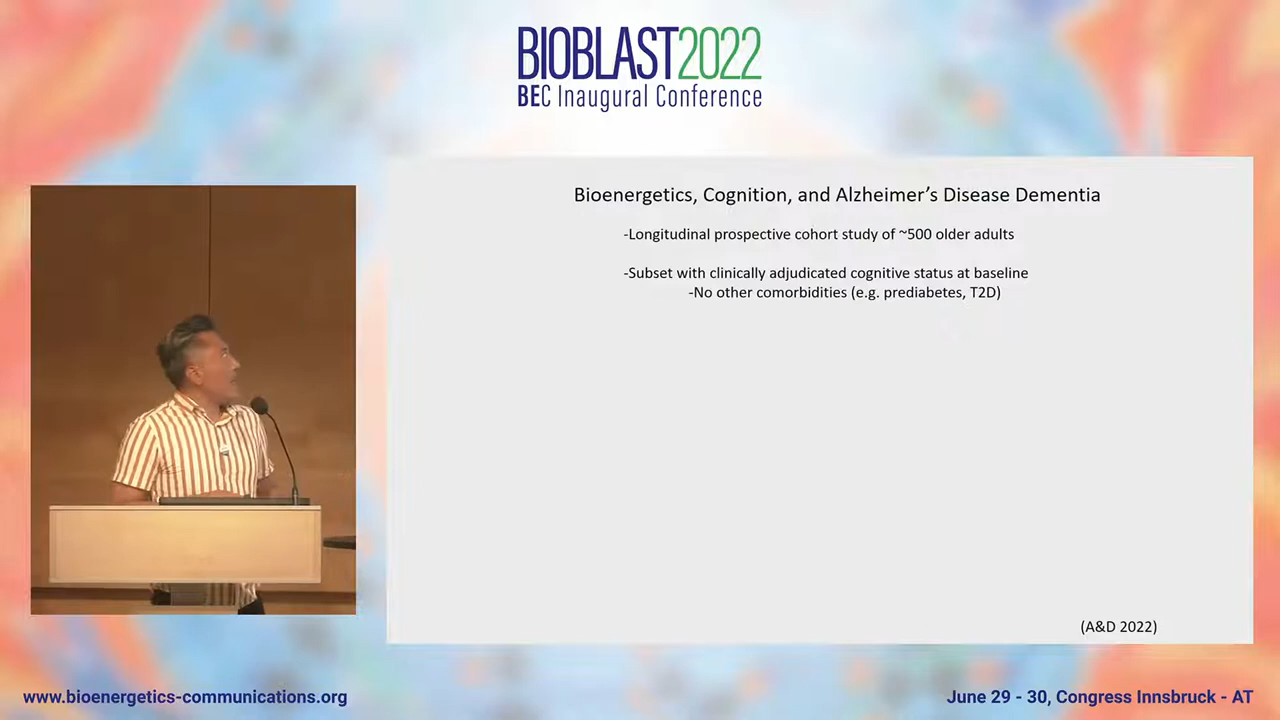 BIOBLAST2022
BEC Inaugural Conference
Bioenergetics, Cognition, and Alzheimer's Disease Dementia
-Longitudinal prospective cohort study of ~500 older adults
-Subset with clinically adjudicated cognitive status at baseline
-No other comorbidities (e.g. prediabetes, T2D)
(A&D 2022)
www.bioenergetics-communications.org
June 29 - 30, Congress Innsbruck - AT